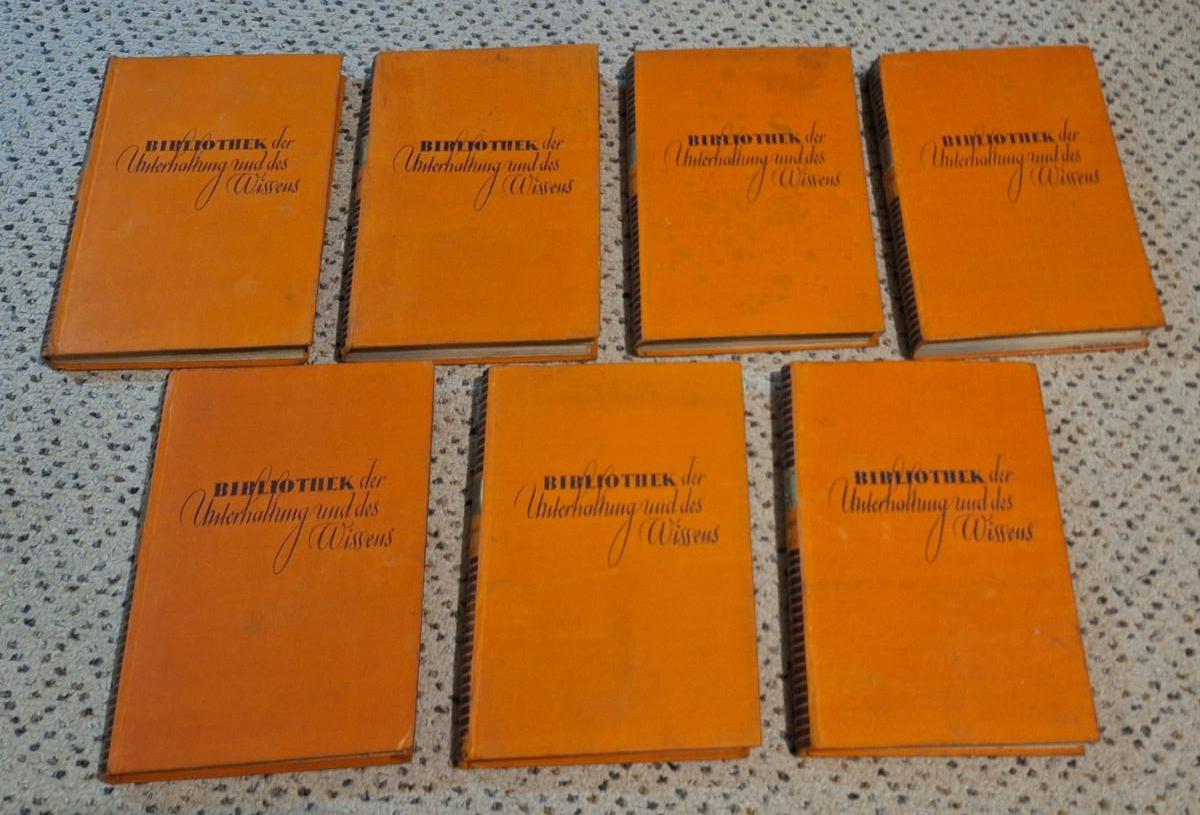 BIBLIOTHEK der
Unterhaltung und des
Wissens
BIBLIOTHEK der
Unterhaltung und des
Wissens
BIBLIOTHEK der
Unterhaltung und des
Wissens
BIBLIOTHEK der
Unterhaltung und des
Wissens
BIBLIOTHEK der
Unterhaltung und des
Wissens
BIBLIOTHEK der
Unterhaltung und des
Wissens
BIBLIOTHEK der
Unterhaltung und des
Wissens